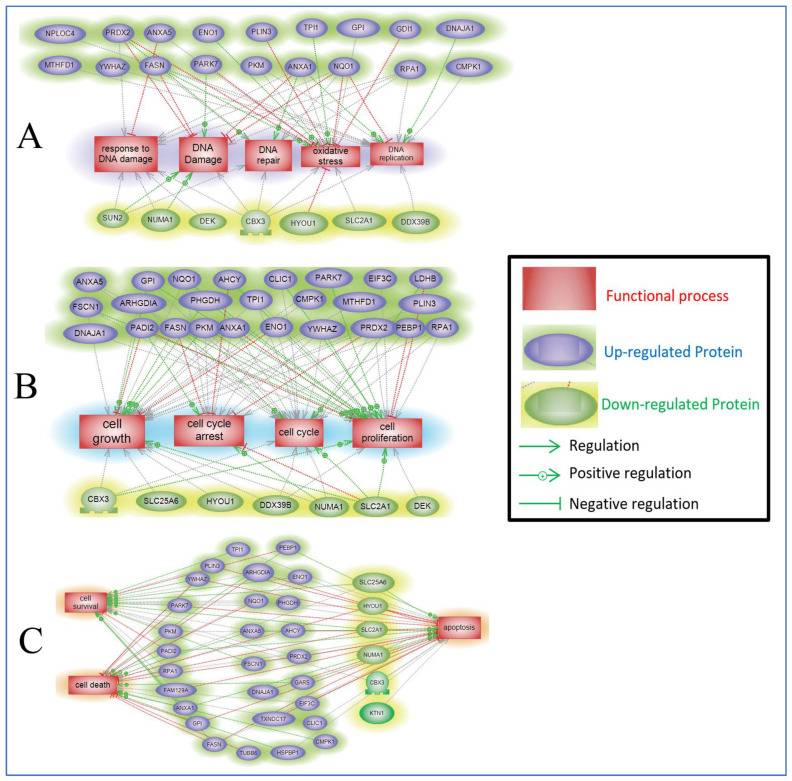 A
NPLOC4 PRDX2 ANXA5 ENO1 PLIN3 TPI1 GPI GDI1 DNAJA1
MTHFD1 YWHAZ FASN PARK7 PKM ANXA1 NQO1 RPA1 CMPK1
response to
DNA damage
DNA
Damage
DNA
repair
oxidative
stress
DNA
replication
SUN2 NUMA1 DEK CBX3 HYOU1 SLC2A1 DDX39B
B
ANXA5 GPI NQO1 AHCY CLIC1 PARK7 EIF3C LDHB
FSCN1 ARHGDIA PHGDH TPI1 CMPK1 MTHFD1 PLIN3
DNAJA1 PADI2 FASN PKM ANXA1 ENO1 YWHAZ PRDX2 PEBP1 RPA1
cell
growth
cell cycle
arrest
cell cycle
cell
proliferation
CBX3 SLC25A6 HYOU1 DDX39B NUMA1 SLC2A1 DEK
Functional process
Up-regulated Protein
Down-regulated Protein
Regulation
Positive regulation
Negative regulation
C
cell
survival
cell death
apoptosis
TPI1 PEBP1
PLIN3
YWHAZ ARHGDIA ENO1
PARK7 NQO1 PHGDH
PKM ANXA5 AHCY
PADI2
RPA1 FSCN1 PRDX2
FAM129A DNAJA1 GARS
ANXA1 EIF3C
GPI TXNDC17 CLIC1
FASN TUBB6 HSPBP1 CMPK1
SLC25A6
HYOU1
SLC2A1
NUMA1
CBX3
KTN1